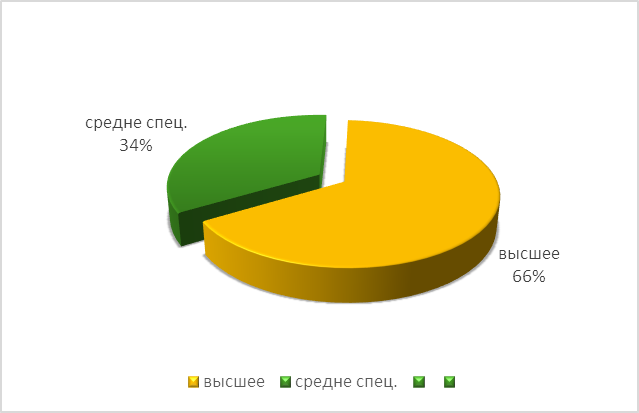 средне спец.
34%
высшее
66%
высшее средне спец.